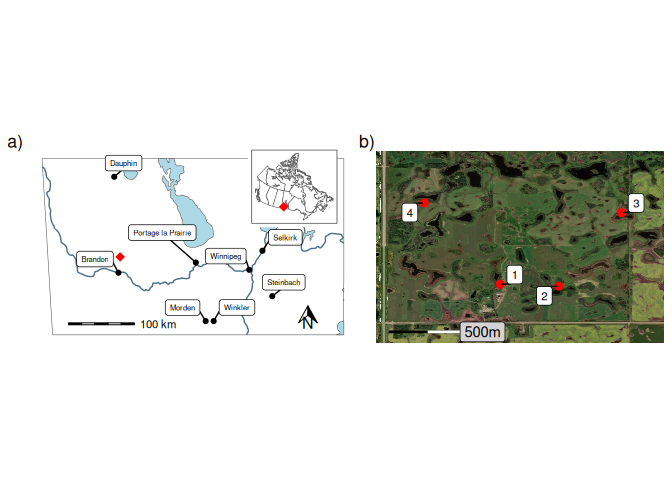 a)
Dauphin
Portage la Prairie
Selkirk
Brandon
Winnipeg
Steinbach
Morden
Winkler
100 km
N
b)
3
4
1
2
500m